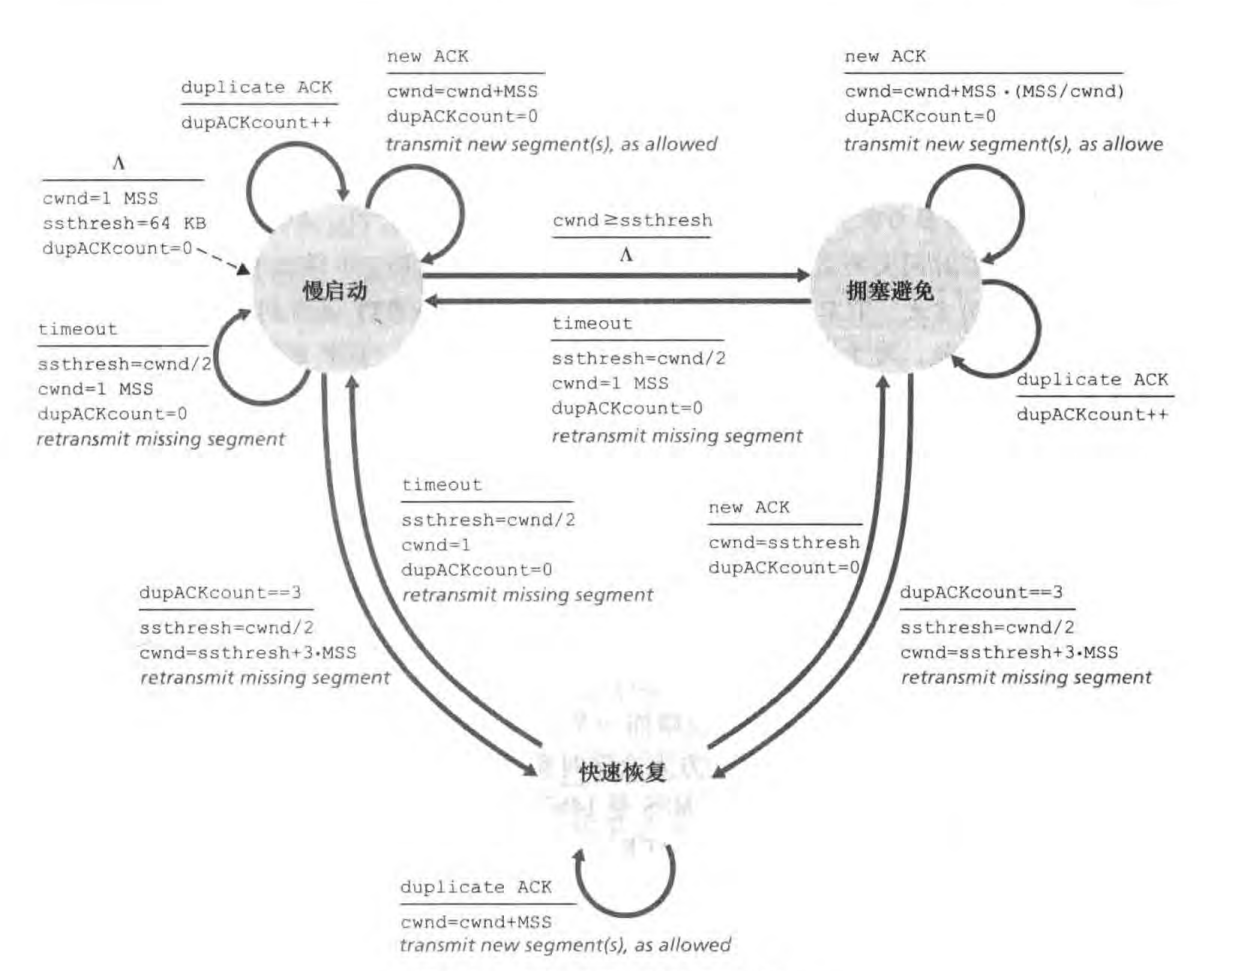 new ACK
cwnd=cwnd+MSS
dupACKcount=0
transmit new segment(s), as allowed
new ACK
cwnd=cwnd+MSS·(MSS/cwnd)
dupACKcount=0
transmit new segment(s), as allowe
duplicate ACK
dupACKcount++
Λ
cwnd=1 MSS
ssthresh=64 KB
dupACKcount=0
cwnd≥ssthresh
Λ
慢启动
拥塞避免
timeout
ssthresh=cwnd/2
cwnd=1 MSS
dupACKcount=0
retransmit missing segment
timeout
ssthresh=cwnd/2
cwnd=1 MSS
dupACKcount=0
retransmit missing segment
duplicate ACK
dupACKcount++
timeout
ssthresh=cwnd/2
cwnd=1
dupACKcount=0
retransmit missing segment
new ACK
cwnd=ssthresh
dupACKcount=0
dupACKcount==3
ssthresh=cwnd/2
cwnd=ssthresh+3·MSS
retransmit missing segment
dupACKcount==3
ssthresh=cwnd/2
cwnd=ssthresh+3·MSS
retransmit missing segment
快速恢复
duplicate ACK
cwnd=cwnd+MSS
transmit new segment(s), as allowed